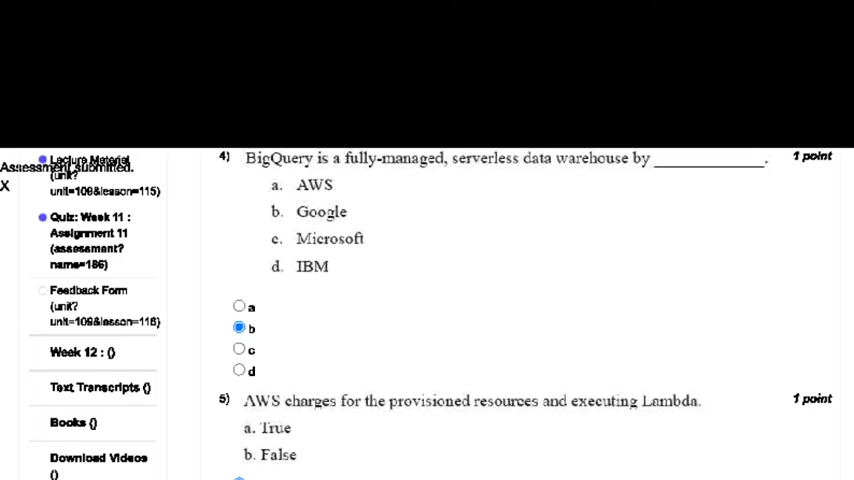 Assessment submitted.
X
Lecture Material
(unit?
unit=109&lesson=115)
Quiz: Week 11 :
Assignment 11
(assessment?
name=186)
Feedback Form
(unit?
unit=109&lesson=116)
Week 12 : ()
Text Transcripts ()
Books ()
Download Videos
()
4) BigQuery is a fully-managed, serverless data warehouse by ____________. 1 point
a. AWS
b. Google
c. Microsoft
d. IBM
a
b
c
d
5) AWS charges for the provisioned resources and executing Lambda. 1 point
a. True
b. False